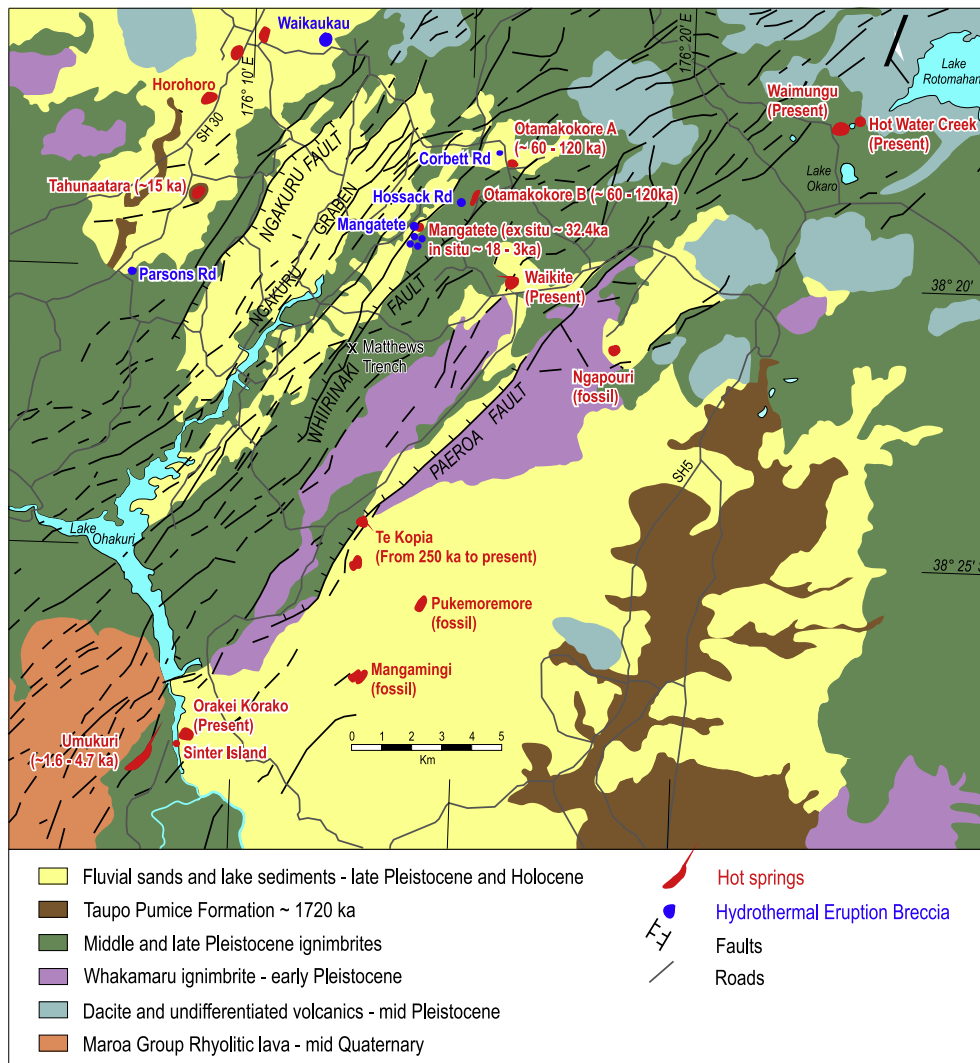 Waikaukau
176° 10' E
176° 20' E
Lake
Rotomahan
Horohoro
SH 30
Waimungu
(Present)
Hot Water Creek
(Present)
Otamakokore A
(~ 60 - 120 ka)
Corbett Rd
Lake
Okaro
Tahunaatara (~15 ka)
NGAKURU FAULT
Hossack Rd
Otamakokore B (~ 60 - 120ka)
NGAKURU GRABEN
Mangatete
Mangatete (ex situ ~ 32.4ka
in situ ~ 18 - 3ka)
Parsons Rd
Waikite
(Present)
38° 20'
WHIRINAKI FAULT
x Matthews
Trench
Ngapouri
(fossil)
PAEROA FAULT
SH5
Lake
Ohakuri
Te Kopia
(From 250 ka to present)
38° 25' S
Pukemoremore
(fossil)
Mangamingi
(fossil)
Orakei Korako
(Present)
Umukuri
(~1.6 - 4.7 ka)
Sinter Island
0 1 2 3 4 5
Km
Fluvial sands and lake sediments - late Pleistocene and Holocene
Taupo Pumice Formation ~ 1720 ka
Middle and late Pleistocene ignimbrites
Whakamaru ignimbrite - early Pleistocene
Dacite and undifferentiated volcanics - mid Pleistocene
Maroa Group Rhyolitic lava - mid Quaternary
Hot springs
Hydrothermal Eruption Breccia
Faults
Roads